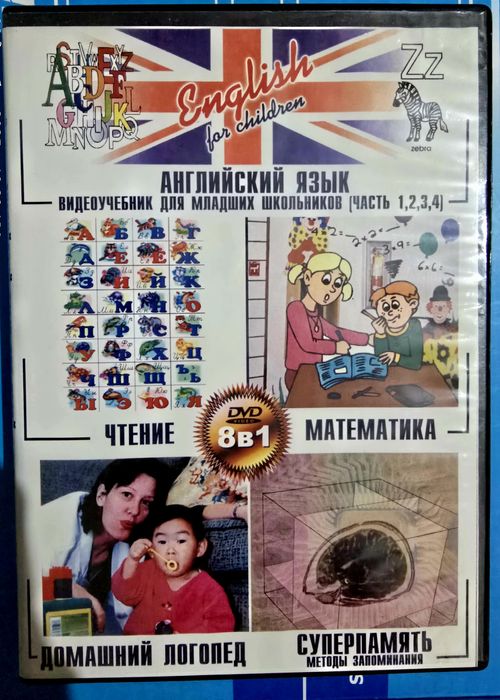 English
for children
Zz
zebra
АНГЛИЙСКИЙ ЯЗЫК
ВИДЕОУЧЕБНИК ДЛЯ МЛАДШИХ ШКОЛЬНИКОВ (ЧАСТЬ 1,2,3,4)
ЧТЕНИЕ
DVD
VIDEO
8В1
МАТЕМАТИКА
ДОМАШНИЙ ЛОГОПЕД
СУПЕРПАМЯТЬ
МЕТОДЫ ЗАПОМИНАНИЯ